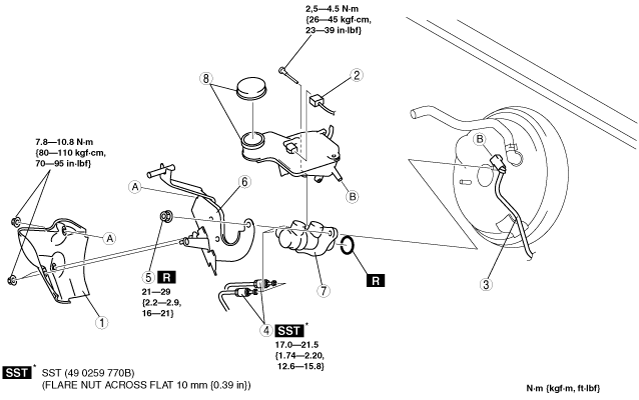 2,5—4.5 N·m
{26—45 kgf·cm,
23—39 in·lbf}
2
8
7.8—10.8 N·m
{80—110 kgf·cm,
70—95 in·lbf}
B
6
A
B
A
5 R
21—29
{2.2—2.9,
16—21}
7
R
3
1
4 SST*
17.0—21.5
{1.74—2.20,
12.6—15.8}
SST* SST (49 0259 770B)
(FLARE NUT ACROSS FLAT 10 mm {0.39 in})
N·m {kgf·m, ft·lbf}